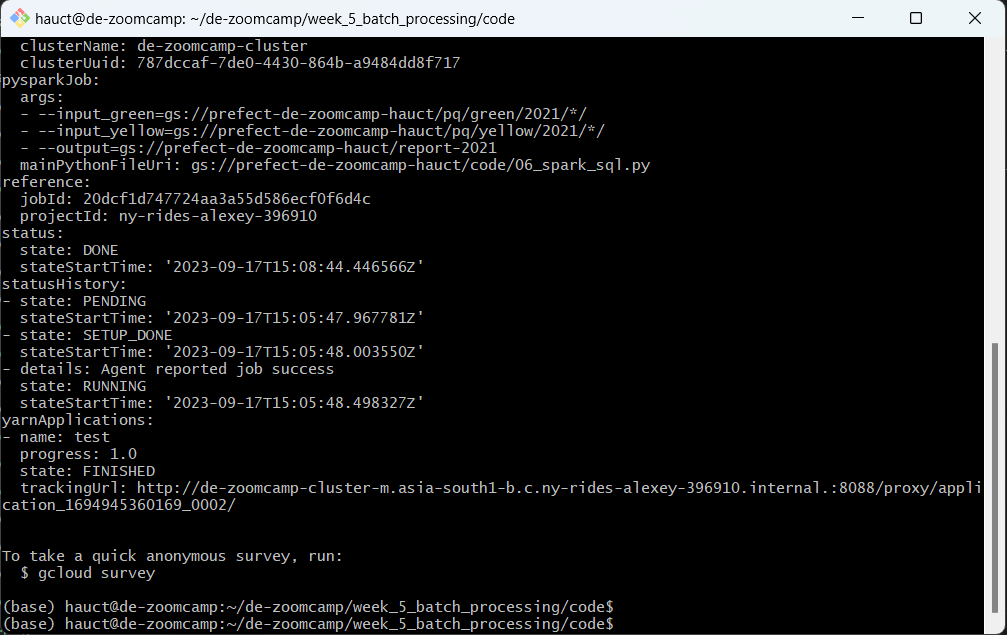 hauct@de-zoomcamp: ~/de-zoomcamp/week_5_batch_processing/code
  clusterName: de-zoomcamp-cluster
  clusterUuid: 787dccaf-7de0-4430-864b-a9484dd8f717
pysparkJob:
  args:
  - --input_green=gs://prefect-de-zoomcamp-hauct/pq/green/2021/*/
  - --input_yellow=gs://prefect-de-zoomcamp-hauct/pq/yellow/2021/*/
  - --output=gs://prefect-de-zoomcamp-hauct/report-2021
  mainPythonFileUri: gs://prefect-de-zoomcamp-hauct/code/06_spark_sql.py
reference:
  jobId: 20dcf1d747724aa3a55d586ecf0f6d4c
  projectId: ny-rides-alexey-396910
status:
  state: DONE
  stateStartTime: '2023-09-17T15:08:44.446566Z'
statusHistory:
- state: PENDING
  stateStartTime: '2023-09-17T15:05:47.967781Z'
- state: SETUP_DONE
  stateStartTime: '2023-09-17T15:05:48.003550Z'
- details: Agent reported job success
  state: RUNNING
  stateStartTime: '2023-09-17T15:05:48.498327Z'
yarnApplications:
- name: test
  progress: 1.0
  state: FINISHED
  trackingUrl: http://de-zoomcamp-cluster-m.asia-south1-b.c.ny-rides-alexey-396910.internal.:8088/proxy/appli
cation_1694945360169_0002/
To take a quick anonymous survey, run:
  $ gcloud survey
(base) hauct@de-zoomcamp:~/de-zoomcamp/week_5_batch_processing/code$
(base) hauct@de-zoomcamp:~/de-zoomcamp/week_5_batch_processing/code$